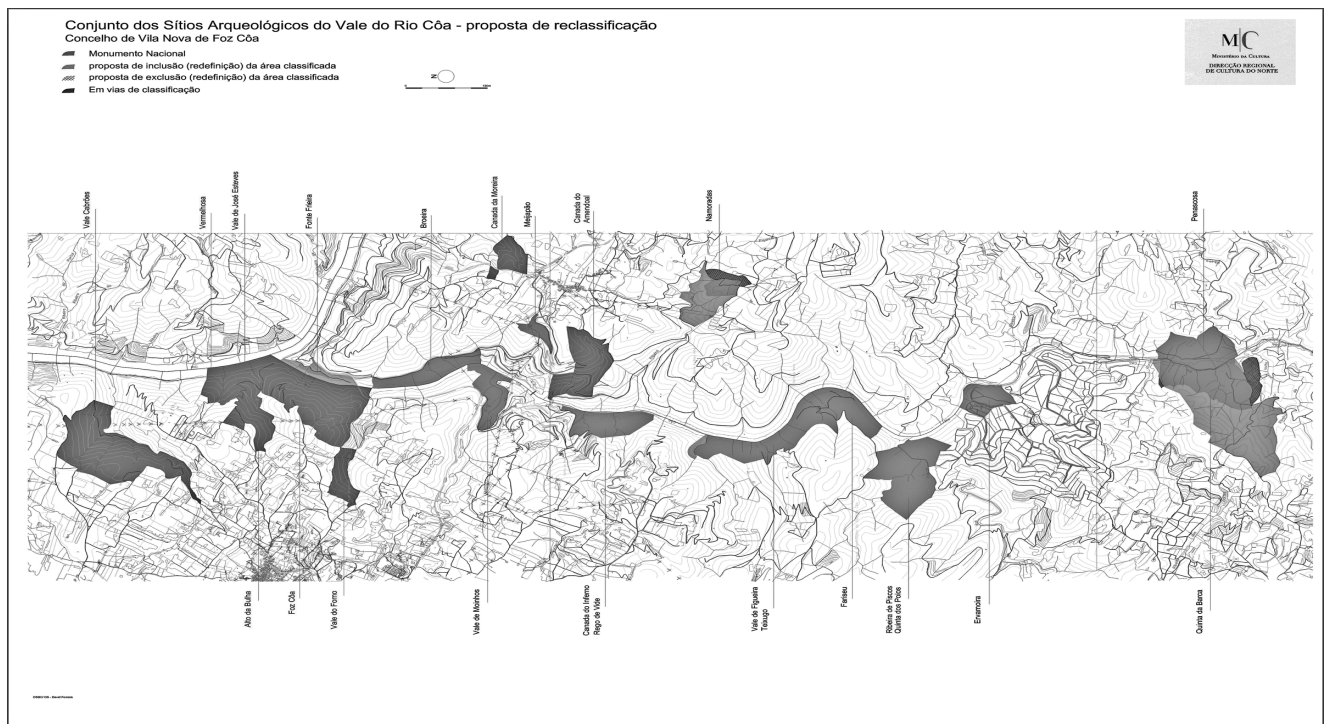 Conjunto dos Sítios Arqueológicos do Vale do Rio Côa - proposta de reclassificação
Concelho de Vila Nova de Foz Côa
Monumento Nacional
proposta de inclusão (redefinição) da área classificada
proposta de exclusão (redefinição) da área classificada
Em vias de classificação
N
M|C
MINISTÉRIO DA CULTURA
DIRECÇÃO REGIONAL
DE CULTURA DO NORTE
Vale Cabrões
Vermelhosa
Vale de José Esteves
Fonte Frieira
Broeira
Canada da Moreira
Meijapão
Canada do
Amendoal
Namoradas
Penascosa
Alto da Bulha
Foz Côa
Vale do Forno
Vale de Moinhos
Canada do Inferno
Rego de Vide
Vale de Figueira
Teixugo
Fariseu
Ribeira de Piscos
Quinta dos Poios
Ervamoira
Quinta da Barca